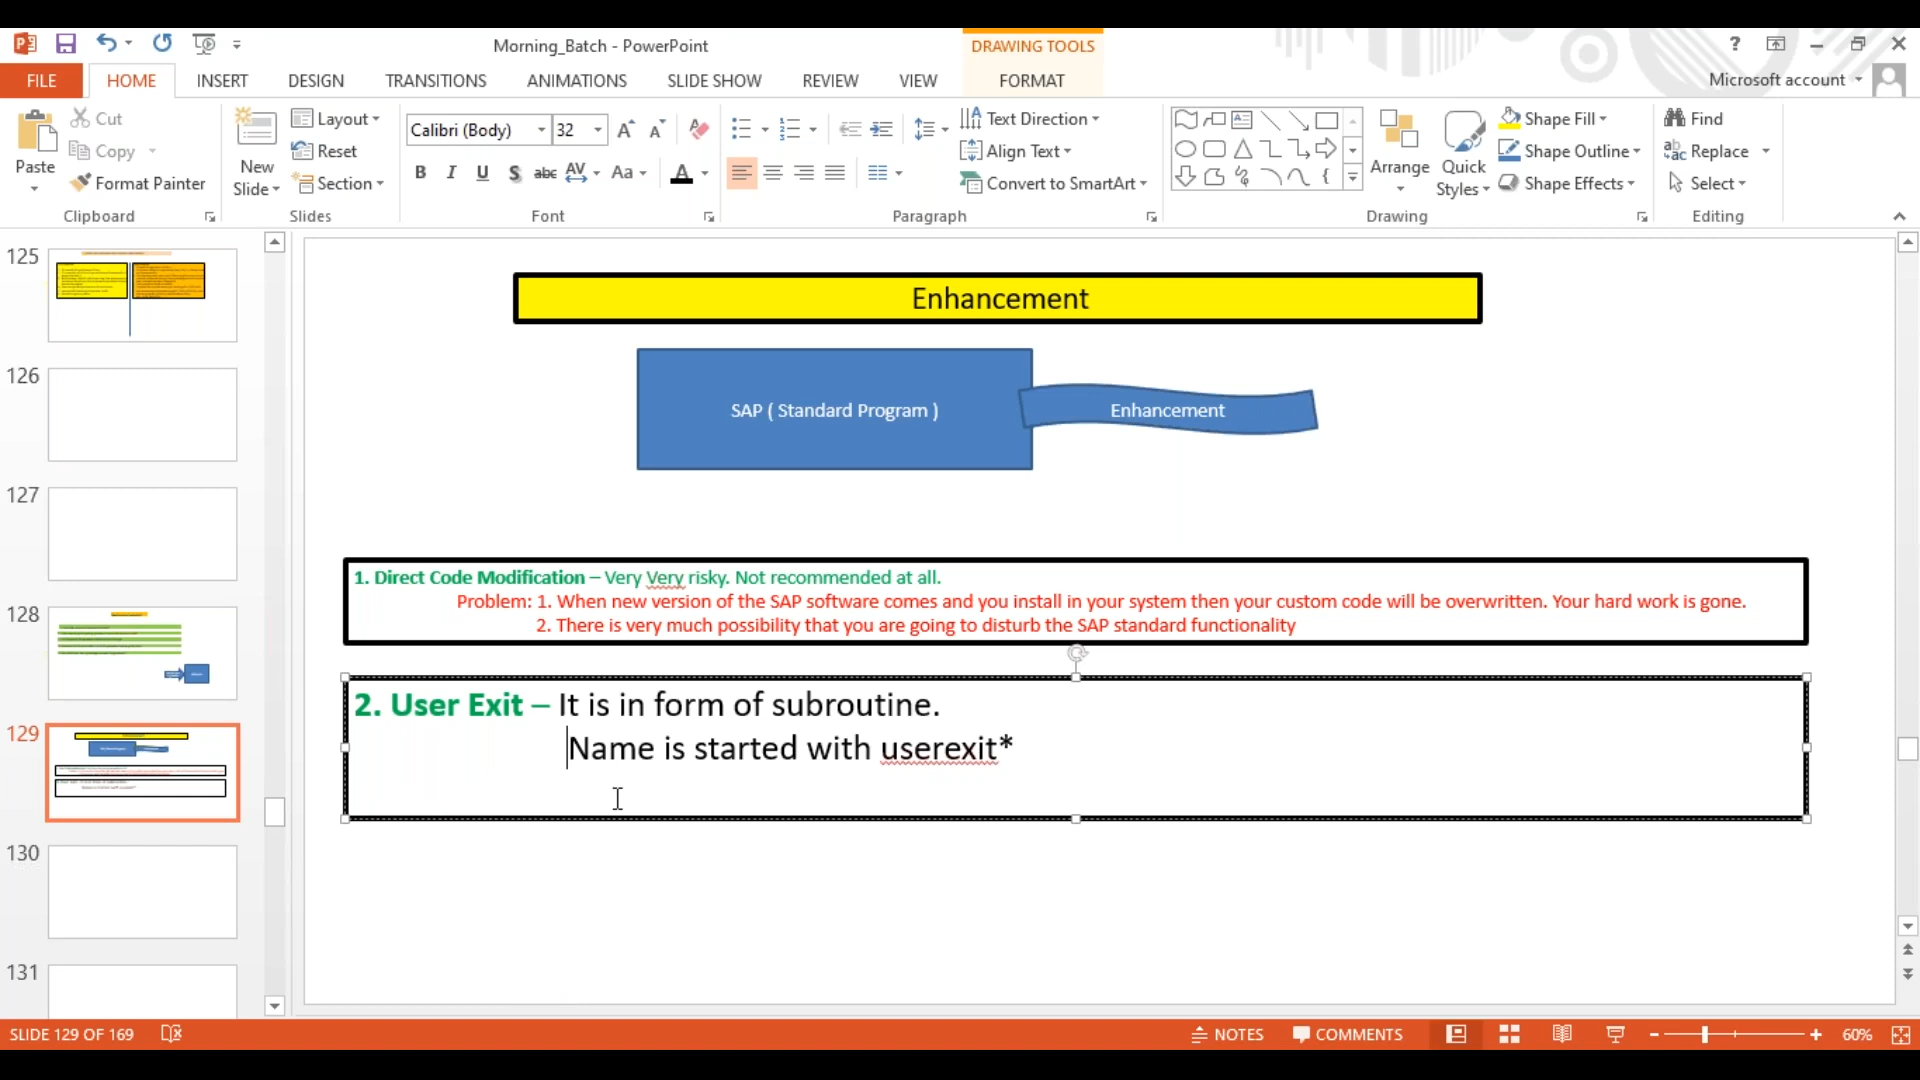 Morning_Batch - PowerPoint
DRAWING TOOLS
?
FILE
HOME
INSERT
DESIGN
TRANSITIONS
ANIMATIONS
SLIDE SHOW
REVIEW
VIEW
FORMAT
Microsoft account
Paste
Cut
Copy
Format Painter
Clipboard
New Slide
Layout
Reset
Section
Slides
Calibri (Body)
32
B I U S abc AV Aa A
Font
Text Direction
Align Text
Convert to SmartArt
Paragraph
Arrange
Quick Styles
Shape Fill
Shape Outline
Shape Effects
Drawing
Find
Replace
Select
Editing
125
126
127
128
129
130
131
Enhancement
SAP ( Standard Program )
Enhancement
1. Direct Code Modification – Very Very risky. Not recommended at all.
Problem: 1. When new version of the SAP software comes and you install in your system then your custom code will be overwritten. Your hard work is gone.
2. There is very much possibility that you are going to disturb the SAP standard functionality
2. User Exit – It is in form of subroutine.
Name is started with userexit*
SLIDE 129 OF 169
NOTES
COMMENTS
60%